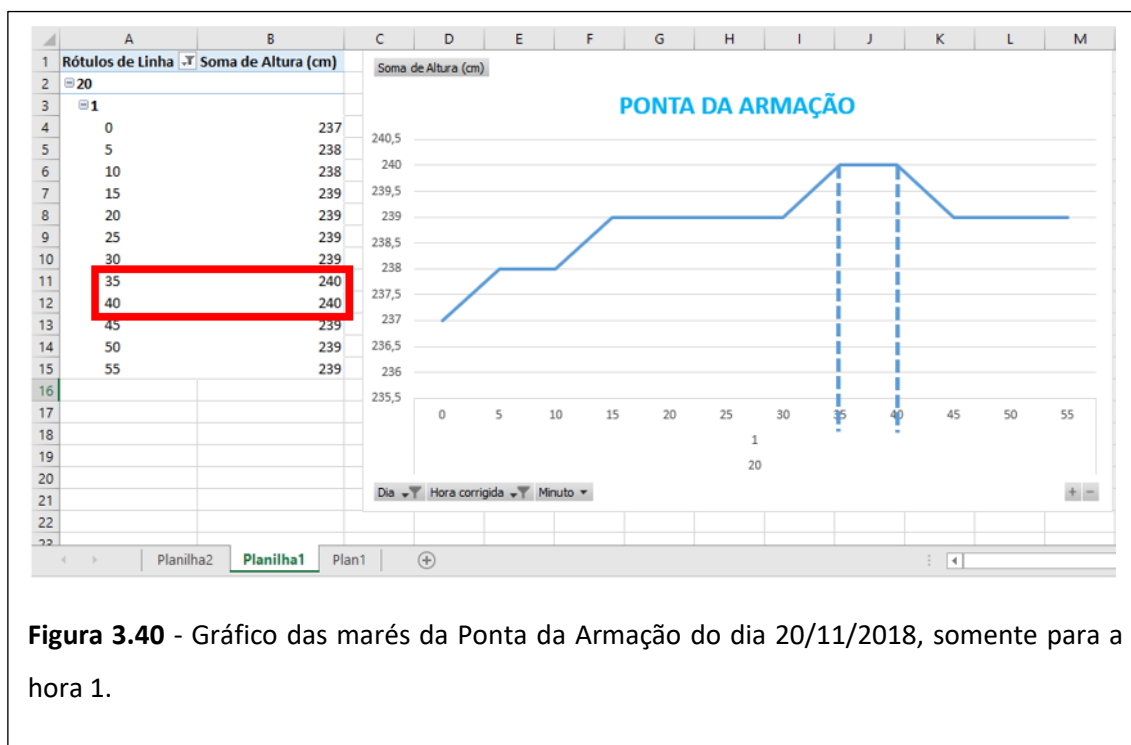 A B C D E F G H I J K L M
1 Rótulos de Linha Soma de Altura (cm)
2 20
3 1
4 0 237
5 5 238
6 10 238
7 15 239
8 20 239
9 25 239
10 30 239
11 35 240
12 40 240
13 45 239
14 50 239
15 55 239
16
17
18
19
20
21
22
23
Soma de Altura (cm)
PONTA DA ARMAÇÃO
240,5
240
239,5
239
238,5
238
237,5
237
236,5
236
235,5
0 5 10 15 20 25 30 35 40 45 50 55
1
20
Dia Hora corrigida Minuto + −
Planilha2 Planilha1 Plan1
Figura 3.40 - Gráfico das marés da Ponta da Armação do dia 20/11/2018, somente para a
hora 1.